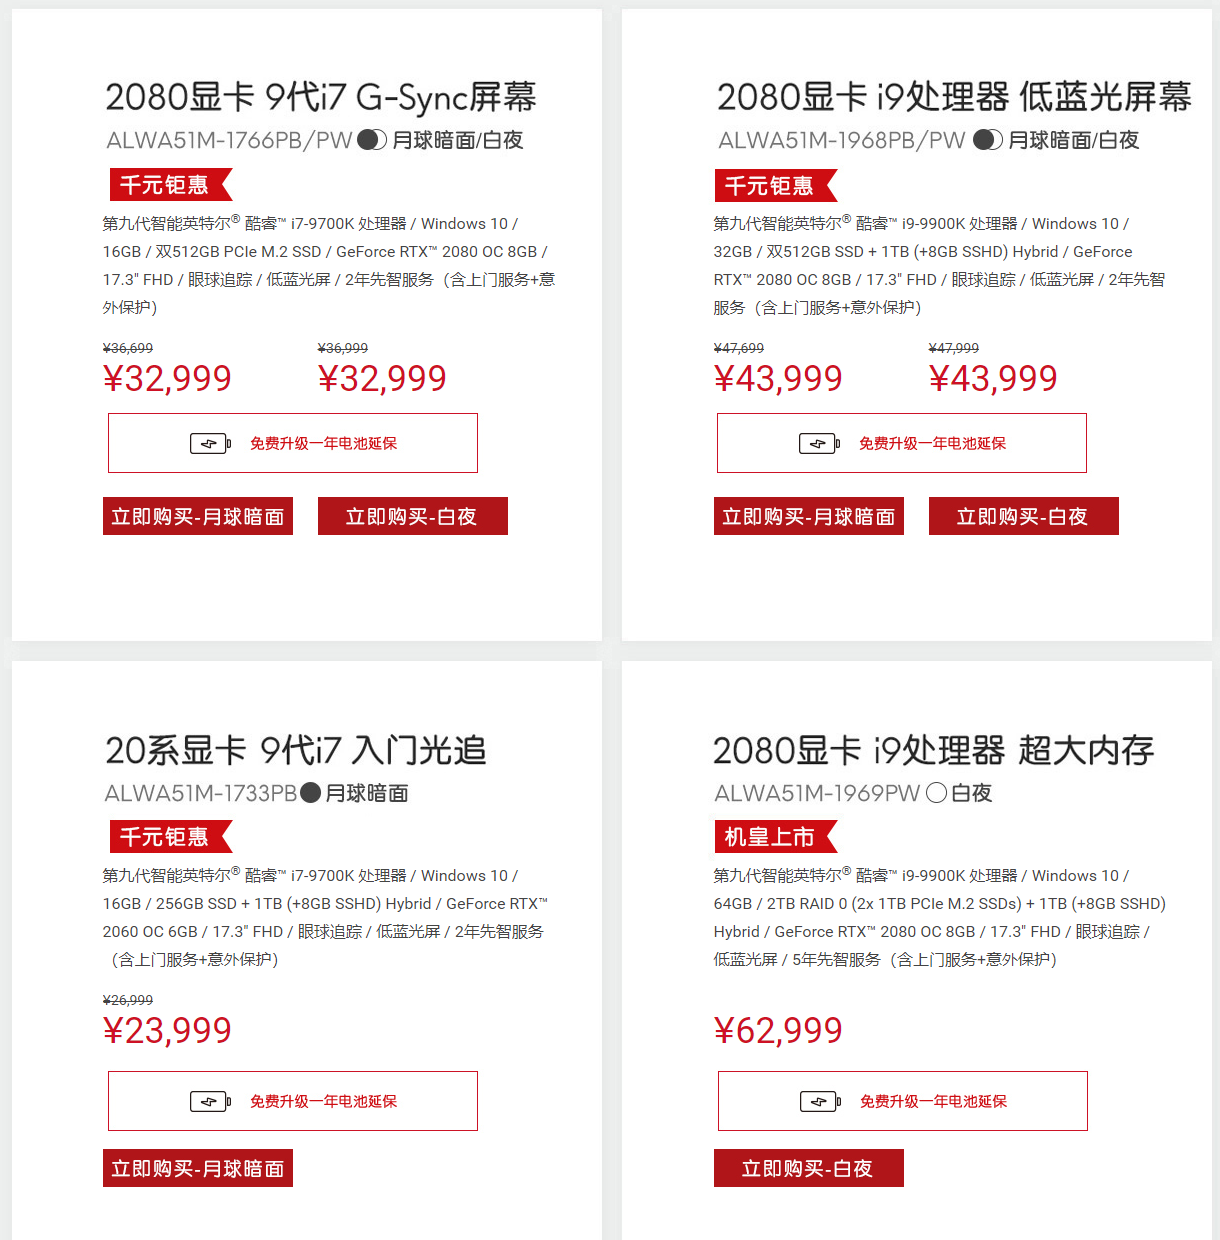 2080显卡 9代i7 G-Sync屏幕
ALWA51M-1766PB/PW 月球暗面/白夜
千元钜惠
第九代智能英特尔® 酷睿™ i7-9700K 处理器 / Windows 10 /
16GB / 双512GB PCIe M.2 SSD / GeForce RTX™ 2080 OC 8GB /
17.3" FHD / 眼球追踪 / 低蓝光屏 / 2年先智服务（含上门服务+意
外保护）
¥36,699 ¥36,999
¥32,999 ¥32,999
免费升级一年电池延保
立即购买-月球暗面 立即购买-白夜
2080显卡 i9处理器 低蓝光屏幕
ALWA51M-1968PB/PW 月球暗面/白夜
千元钜惠
第九代智能英特尔® 酷睿™ i9-9900K 处理器 / Windows 10 /
32GB / 双512GB SSD + 1TB (+8GB SSHD) Hybrid / GeForce
RTX™ 2080 OC 8GB / 17.3" FHD / 眼球追踪 / 低蓝光屏 / 2年先智
服务（含上门服务+意外保护）
¥47,699 ¥47,999
¥43,999 ¥43,999
免费升级一年电池延保
立即购买-月球暗面 立即购买-白夜
20系显卡 9代i7 入门光追
ALWA51M-1733PB 月球暗面
千元钜惠
第九代智能英特尔® 酷睿™ i7-9700K 处理器 / Windows 10 /
16GB / 256GB SSD + 1TB (+8GB SSHD) Hybrid / GeForce RTX™
2060 OC 6GB / 17.3" FHD / 眼球追踪 / 低蓝光屏 / 2年先智服务
（含上门服务+意外保护）
¥26,999
¥23,999
免费升级一年电池延保
立即购买-月球暗面
2080显卡 i9处理器 超大内存
ALWA51M-1969PW 白夜
机皇上市
第九代智能英特尔® 酷睿™ i9-9900K 处理器 / Windows 10 /
64GB / 2TB RAID 0 (2x 1TB PCIe M.2 SSDs) + 1TB (+8GB SSHD)
Hybrid / GeForce RTX™ 2080 OC 8GB / 17.3" FHD / 眼球追踪 /
低蓝光屏 / 5年先智服务（含上门服务+意外保护）
¥62,999
免费升级一年电池延保
立即购买-白夜